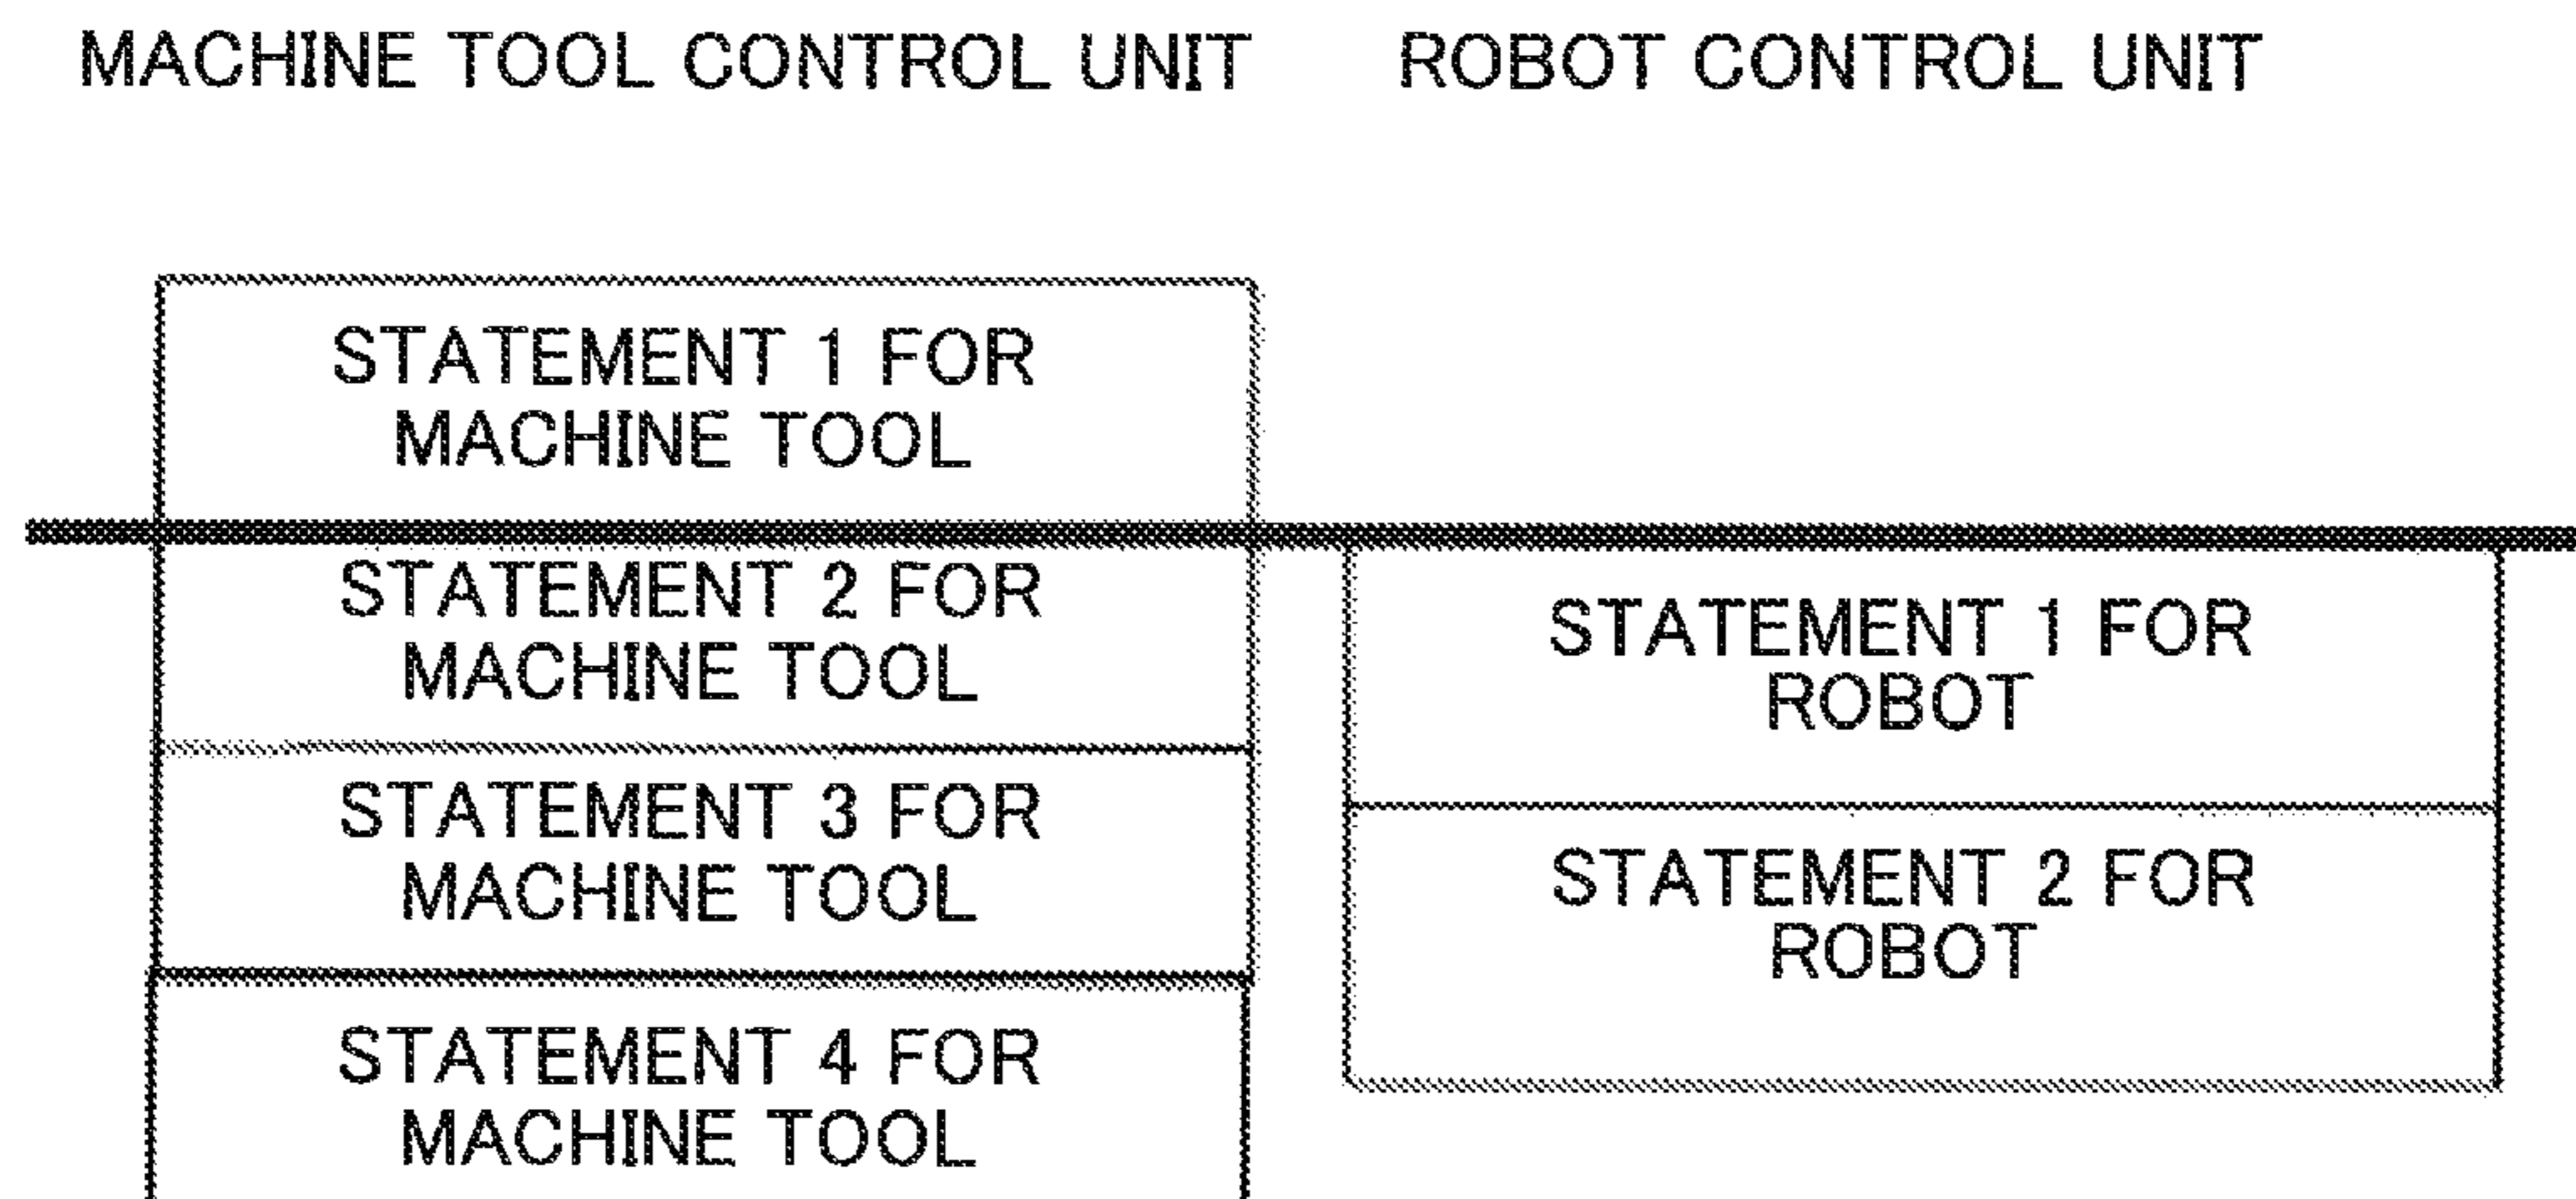 MACHINE TOOL CONTROL UNIT
ROBOT CONTROL UNIT
STATEMENT 1 FOR
MACHINE TOOL
STATEMENT 2 FOR
MACHINE TOOL
STATEMENT 3 FOR
MACHINE TOOL
STATEMENT 4 FOR
MACHINE TOOL
STATEMENT 1 FOR
ROBOT
STATEMENT 2 FOR
ROBOT